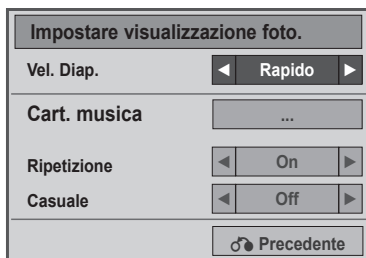 Impostare visualizzazione foto.
Vel. Diap. ◄ Rapido ►
Cart. musica ...
Ripetizione ◄ On ►
Casuale ◄ Off ►
Precedente